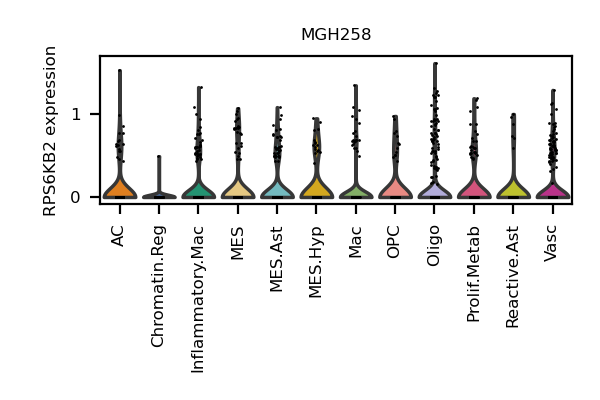 MGH258
RPS6KB2 expression
1
0
AC
Chromatin.Reg
Inflammatory.Mac
MES
MES.Ast
MES.Hyp
Mac
OPC
Oligo
Prolif.Metab
Reactive.Ast
Vasc